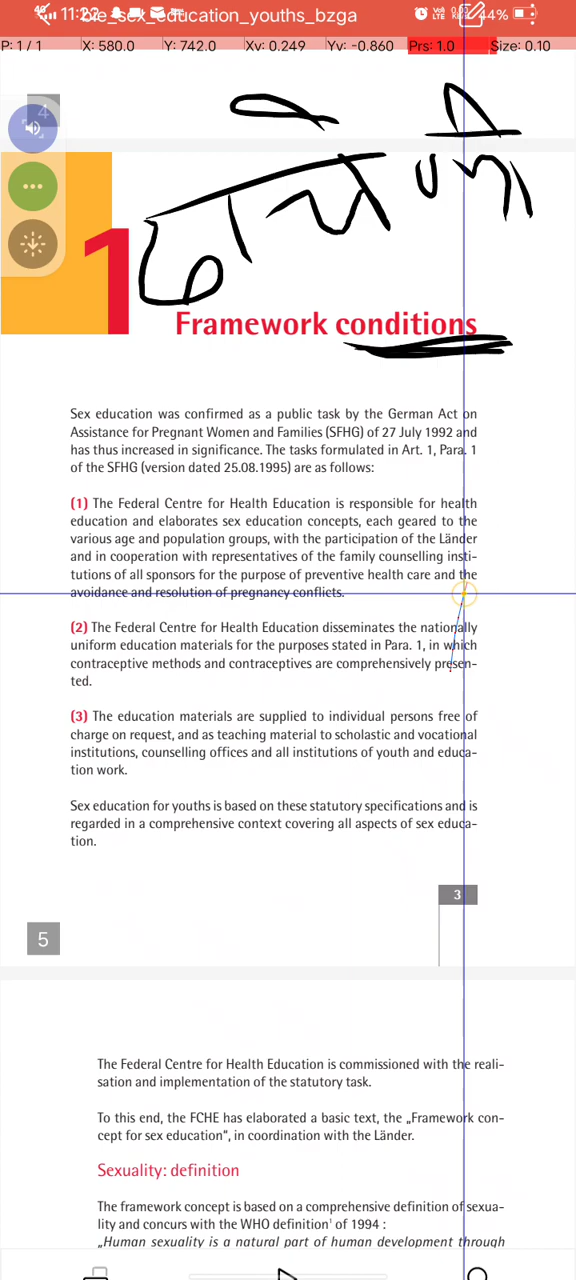 P: 1 / 1 X: 580.0 Y: 742.0 Xv: 0.249 Yv: -0.860 Prs: 1.0 Size: 0.10
4
1
Framework conditions
Sex education was confirmed as a public task by the German Act on
Assistance for Pregnant Women and Families (SFHG) of 27 July 1992 and
has thus increased in significance. The tasks formulated in Art. 1, Para. 1
of the SFHG (version dated 25.08.1995) are as follows:
(1) The Federal Centre for Health Education is responsible for health
education and elaborates sex education concepts, each geared to the
various age and population groups, with the participation of the Länder
and in cooperation with representatives of the family counselling insti-
tutions of all sponsors for the purpose of preventive health care and the
avoidance and resolution of pregnancy conflicts.
(2) The Federal Centre for Health Education disseminates the nationally
uniform education materials for the purposes stated in Para. 1, in which
contraceptive methods and contraceptives are comprehensively presen-
ted.
(3) The education materials are supplied to individual persons free of
charge on request, and as teaching material to scholastic and vocational
institutions, counselling offices and all institutions of youth and educa-
tion work.
Sex education for youths is based on these statutory specifications and is
regarded in a comprehensive context covering all aspects of sex educa-
tion.
3
5
The Federal Centre for Health Education is commissioned with the reali-
sation and implementation of the statutory task.
To this end, the FCHE has elaborated a basic text, the „Framework con-
cept for sex education“, in coordination with the Länder.
Sexuality: definition
The framework concept is based on a comprehensive definition of sexua-
lity and concurs with the WHO definition¹ of 1994 :
„Human sexuality is a natural part of human development through